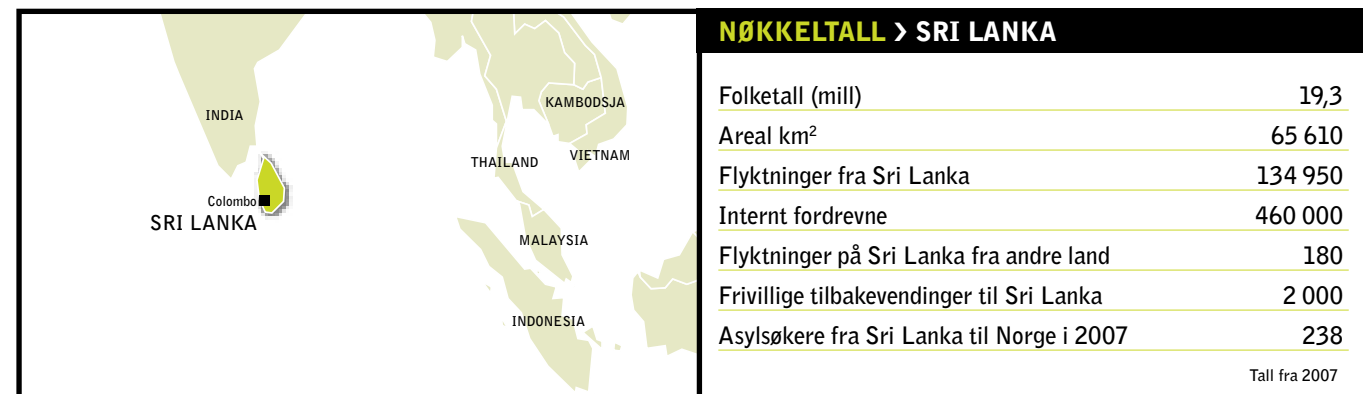 INDIA
KAMBODSJA
THAILAND
VIETNAM
Colombo
SRI LANKA
MALAYSIA
INDONESIA
NØKKELTALL › SRI LANKA
Folketall (mill) 19,3
Areal km² 65 610
Flyktninger fra Sri Lanka 134 950
Internt fordrevne 460 000
Flyktninger på Sri Lanka fra andre land 180
Frivillige tilbakevendinger til Sri Lanka 2 000
Asylsøkere fra Sri Lanka til Norge i 2007 238
Tall fra 2007